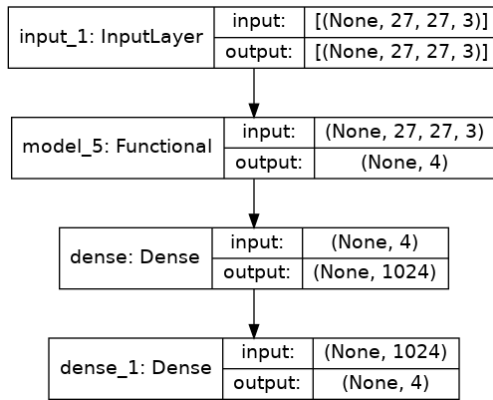 input_1: InputLayer
input: [(None, 27, 27, 3)]
output: [(None, 27, 27, 3)]
model_5: Functional
input: (None, 27, 27, 3)
output: (None, 4)
dense: Dense
input: (None, 4)
output: (None, 1024)
dense_1: Dense
input: (None, 1024)
output: (None, 4)